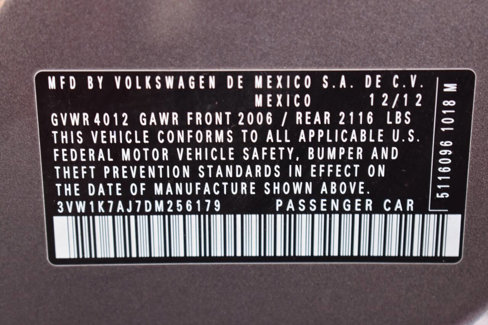 MFD BY VOLKSWAGEN DE MEXICO S.A. DE C.V.
MEXICO 12/12
GVWR 4012 GAWR FRONT 2006 / REAR 2116 LBS
THIS VEHICLE CONFORMS TO ALL APPLICABLE U.S.
FEDERAL MOTOR VEHICLE SAFETY, BUMPER AND
THEFT PREVENTION STANDARDS IN EFFECT ON
THE DATE OF MANUFACTURE SHOWN ABOVE.
3VW1K7AJ7DM256179 PASSENGER CAR
5116096 1018 M